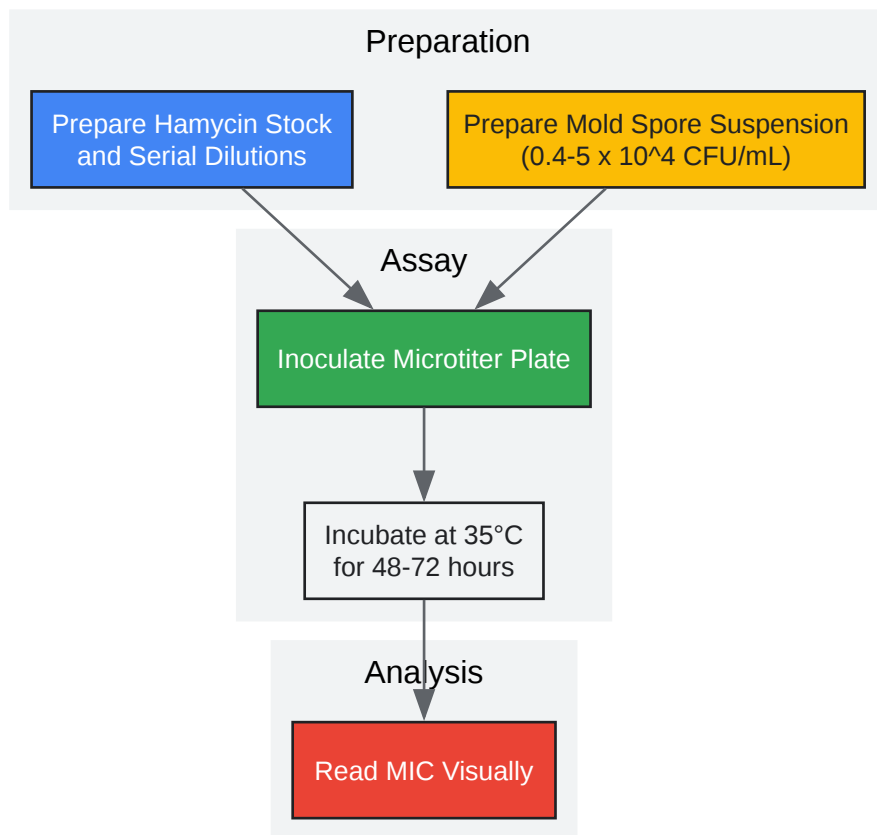 Preparation
Prepare Hamycin Stock
and Serial Dilutions
Prepare Mold Spore Suspension
(0.4-5 x 10^4 CFU/mL)
Assay
Inoculate Microtiter Plate
Incubate at 35°C
for 48-72 hours
Analysis
Read MIC Visually